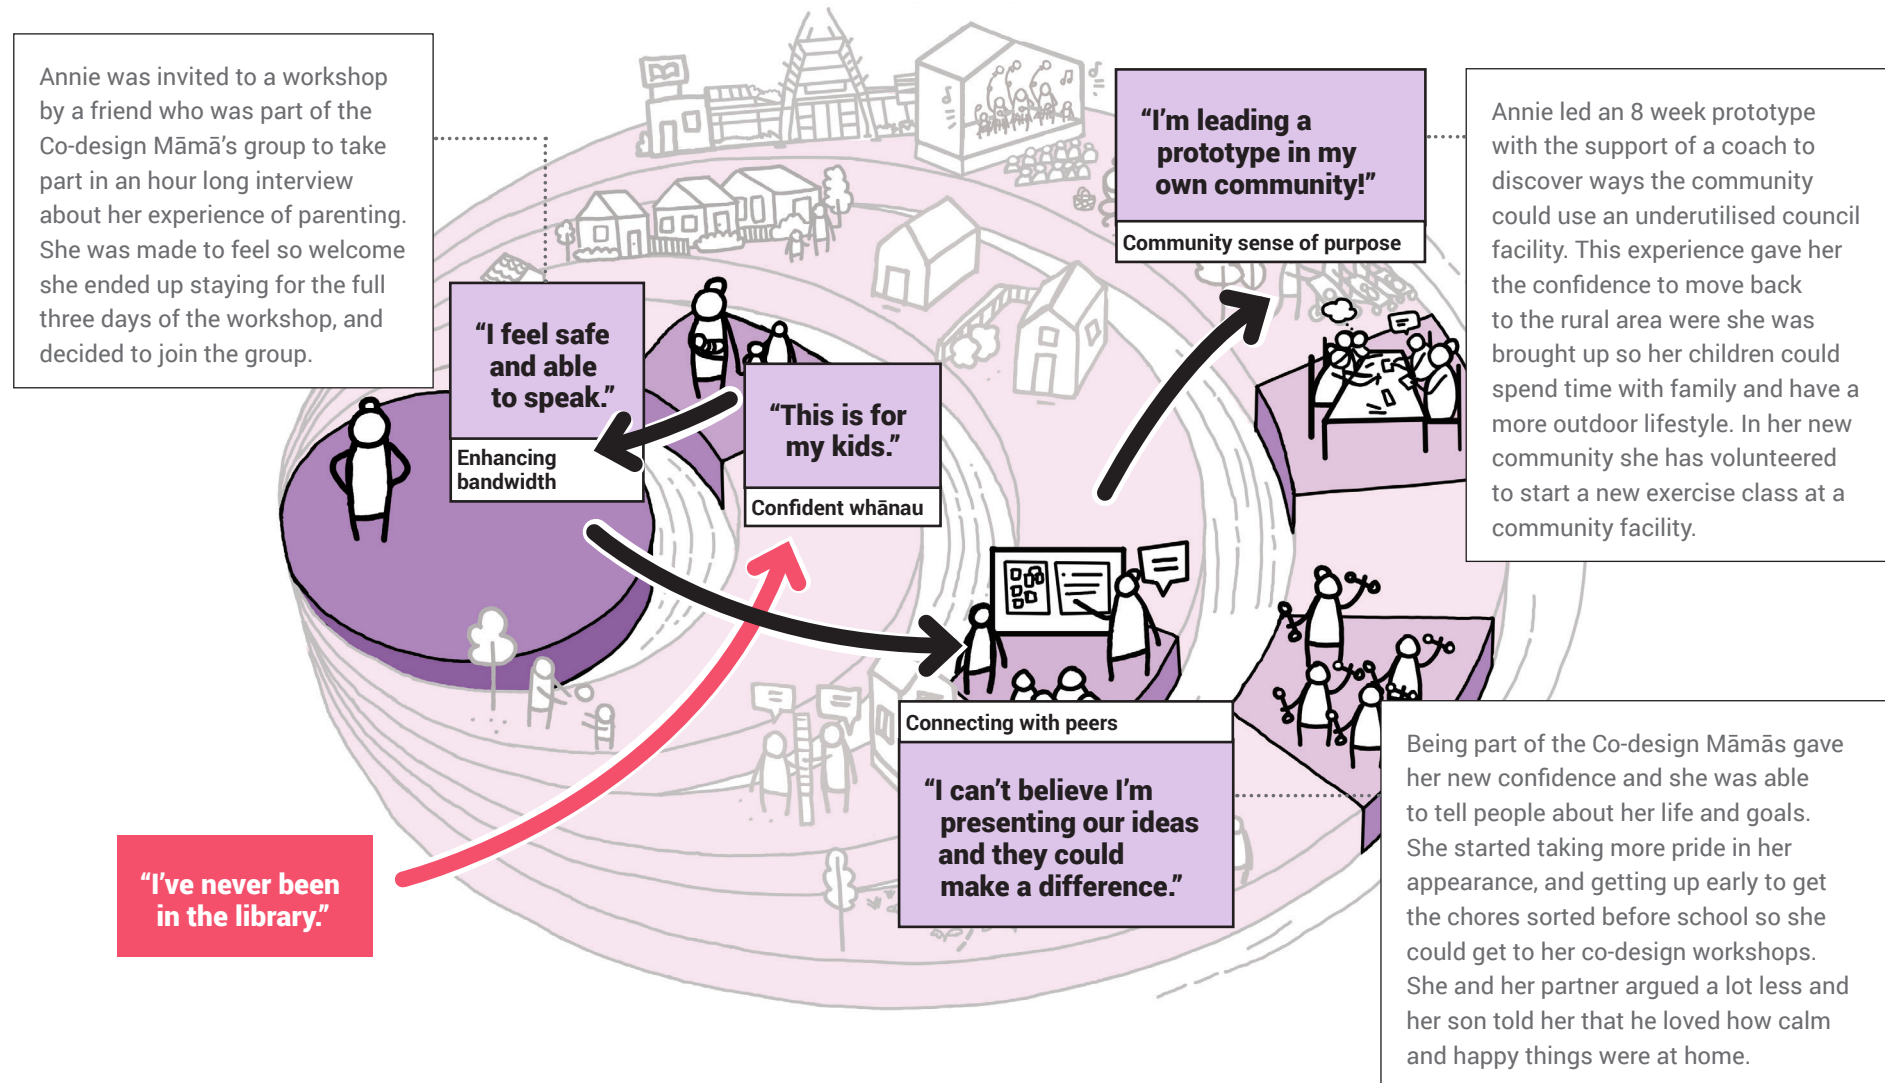 Annie was invited to a workshop
by a friend who was part of the
Co-design Māmā’s group to take
part in an hour long interview
about her experience of parenting.
She was made to feel so welcome
she ended up staying for the full
three days of the workshop, and
decided to join the group.
“I feel safe
and able
to speak.”
Enhancing
bandwidth
“This is for
my kids.”
Confident whānau
“I’m leading a
prototype in my
own community!”
Community sense of purpose
Annie led an 8 week prototype
with the support of a coach to
discover ways the community
could use an underutilised council
facility. This experience gave her
the confidence to move back
to the rural area were she was
brought up so her children could
spend time with family and have a
more outdoor lifestyle. In her new
community she has volunteered
to start a new exercise class at a
community facility.
“I’ve never been
in the library.”
Connecting with peers
“I can’t believe I’m
presenting our ideas
and they could
make a difference.”
Being part of the Co-design Māmās gave
her new confidence and she was able
to tell people about her life and goals.
She started taking more pride in her
appearance, and getting up early to get
the chores sorted before school so she
could get to her co-design workshops.
She and her partner argued a lot less and
her son told her that he loved how calm
and happy things were at home.